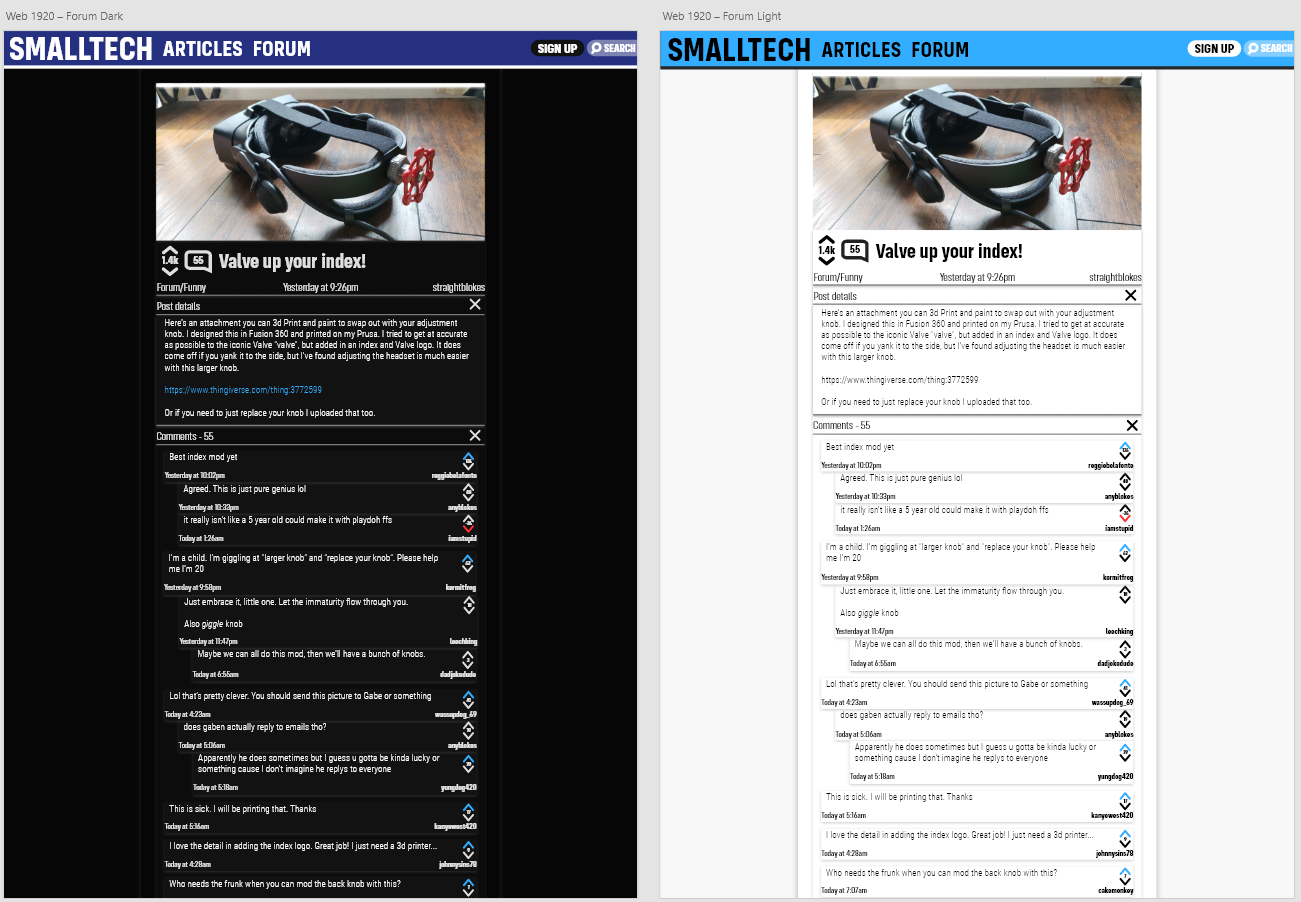 Web 1920 – Forum Dark
SMALLTECH ARTICLES FORUM SIGN UP SEARCH
1.4k 55 Valve up your index!
Forum/Funny Yesterday at 9:26pm straightblokes
Post details
Here's an attachment you can 3d Print and paint to swap out with your adjustment
knob. I designed this in Fusion 360 and printed on my Prusa. I tried to get at accurate
as possible to the iconic Valve "valve", but added in an index and Valve logo. It does
come off if you yank it to the side, but I've found adjusting the headset is much easier
with this larger knob.
https://www.thingiverse.com/thing:3772599
Or if you need to just replace your knob I uploaded that too.
Comments - 55
Best index mod yet
Yesterday at 10:02pm reggiebolafonte
Agreed. This is just pure genius lol
Yesterday at 10:33pm anyblokes
it really isn't like a 5 year old could make it with playdoh ffs
Today at 1:26am iamstupid
I'm a child. I'm giggling at "larger knob" and "replace your knob". Please help
me I'm 20
Yesterday at 9:58pm kormitfrog
Just embrace it, little one. Let the immaturity flow through you.
Also giggle knob
Yesterday at 11:47pm leechking
Maybe we can all do this mod, then we'll have a bunch of knobs.
Today at 6:55am dadjokedude
Lol that's pretty clever. You should send this picture to Gabe or something
Today at 4:23am wassupdog_69
does gaben actually reply to emails tho?
Today at 5:06am anyblokes
Apparently he does sometimes but I guess u gotta be kinda lucky or
something cause I don't imagine he replys to everyone
Today at 5:18am yungdog420
This is sick. I will be printing that. Thanks
Today at 5:16am kanyewest420
I love the detail in adding the index logo. Great job! I just need a 3d printer...
Today at 4:28am johnnysins78
Who needs the frunk when you can mod the back knob with this?
Web 1920 – Forum Light
SMALLTECH ARTICLES FORUM SIGN UP SEARCH
1.4k 55 Valve up your index!
Forum/Funny Yesterday at 9:26pm straightblokes
Post details
Here's an attachment you can 3d Print and paint to swap out with your adjustment
knob. I designed this in Fusion 360 and printed on my Prusa. I tried to get at accurate
as possible to the iconic Valve "valve", but added in an index and Valve logo. It does
come off if you yank it to the side, but I've found adjusting the headset is much easier
with this larger knob.
https://www.thingiverse.com/thing:3772599
Or if you need to just replace your knob I uploaded that too.
Comments - 55
Best index mod yet
Yesterday at 10:02pm reggiebolafonte
Agreed. This is just pure genius lol
Yesterday at 10:33pm anyblokes
it really isn't like a 5 year old could make it with playdoh ffs
Today at 1:26am iamstupid
I'm a child. I'm giggling at "larger knob" and "replace your knob". Please help
me I'm 20
Yesterday at 9:58pm kormitfrog
Just embrace it, little one. Let the immaturity flow through you.
Also giggle knob
Yesterday at 11:47pm leechking
Maybe we can all do this mod, then we'll have a bunch of knobs.
Today at 6:55am dadjokedude
Lol that's pretty clever. You should send this picture to Gabe or something
Today at 4:23am wassupdog_69
does gaben actually reply to emails tho?
Today at 5:06am anyblokes
Apparently he does sometimes but I guess u gotta be kinda lucky or
something cause I don't imagine he replys to everyone
Today at 5:18am yungdog420
This is sick. I will be printing that. Thanks
Today at 5:16am kanyewest420
I love the detail in adding the index logo. Great job! I just need a 3d printer...
Today at 4:28am johnnysins78
Who needs the frunk when you can mod the back knob with this?
Today at 7:07am cakemonkey